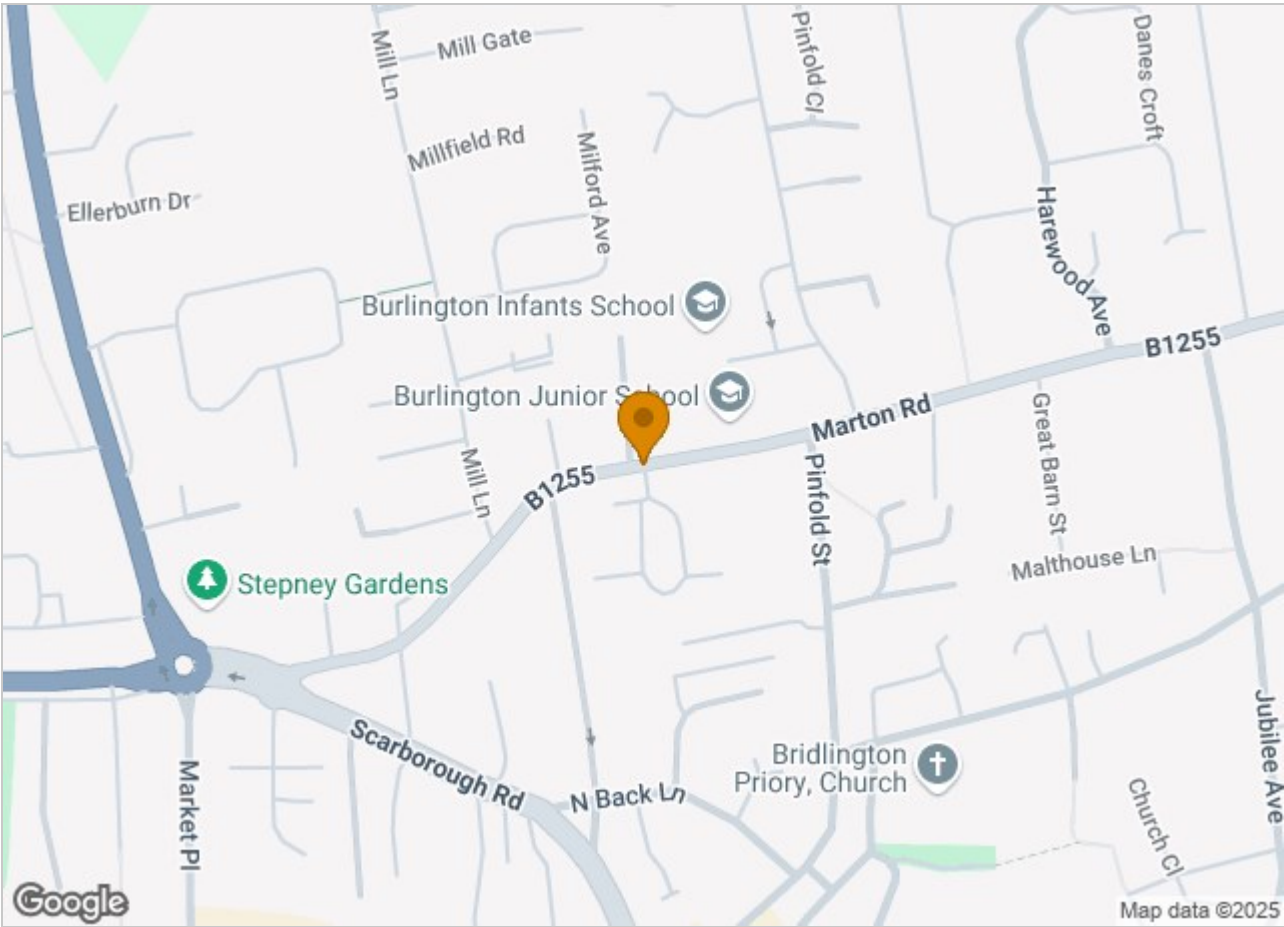 Mill Ln
Mill Gate
Pinfold Cl
Danes Croft
Millfield Rd
Milford Ave
Ellerburn Dr
Harewood Ave
Burlington Infants School
B1255
Burlington Junior School
Marton Rd
Great Barn St
Mill Ln
B1255
Pinfold St
Malthouse Ln
Stepney Gardens
Jubilee Ave
Scarborough Rd
Bridlington
Priory, Church
Market Pl
N Back Ln
Church Cl
Google
Map data ©2025